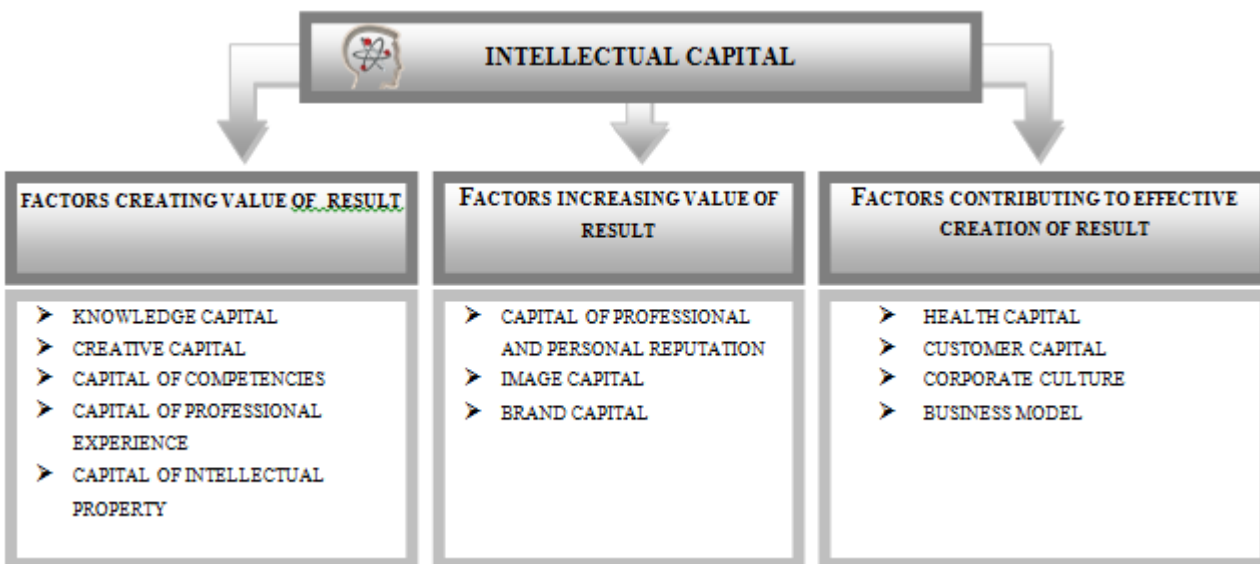 INTELLECTUAL CAPITAL
FACTORS CREATING VALUE OF RESULT
KNOWLEDGE CAPITAL
CREATIVE CAPITAL
CAPITAL OF COMPETENCIES
CAPITAL OF PROFESSIONAL
EXPERIENCE
CAPITAL OF INTELLECTUAL
PROPERTY
FACTORS INCREASING VALUE OF
RESULT
CAPITAL OF PROFESSIONAL
AND PERSONAL REPUTATION
IMAGE CAPITAL
BRAND CAPITAL
FACTORS CONTRIBUTING TO EFFECTIVE
CREATION OF RESULT
HEALTH CAPITAL
CUSTOMER CAPITAL
CORPORATE CULTURE
BUSINESS MODEL